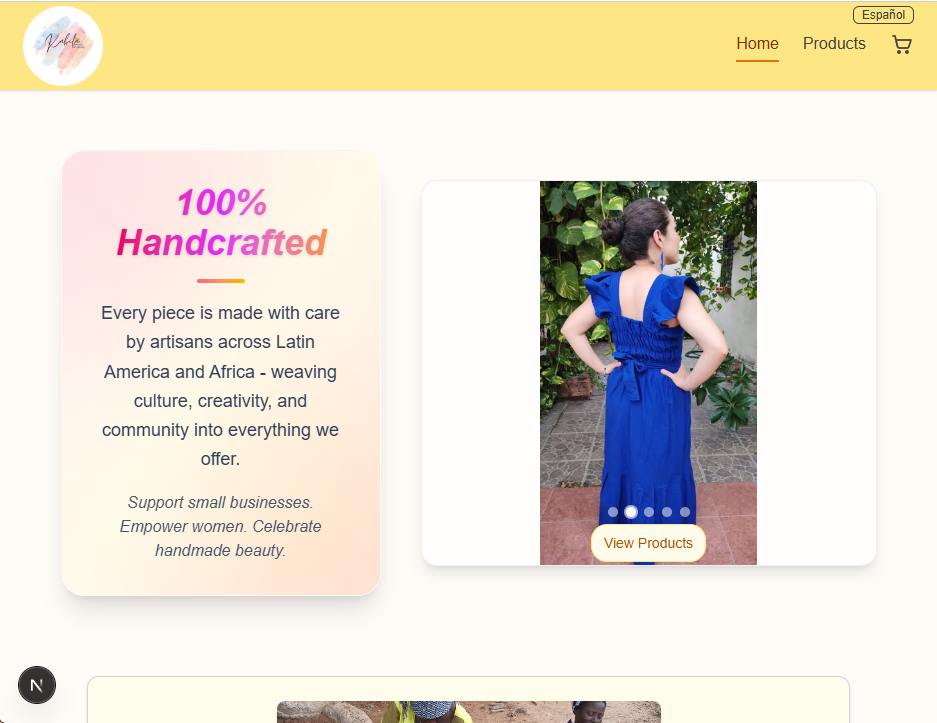 Español
Kabila
Home
Products
100%
Handcrafted
Every piece is made with care
by artisans across Latin
America and Africa - weaving
culture, creativity, and
community into everything we
offer.
Support small businesses.
Empower women. Celebrate
handmade beauty.
View Products
N